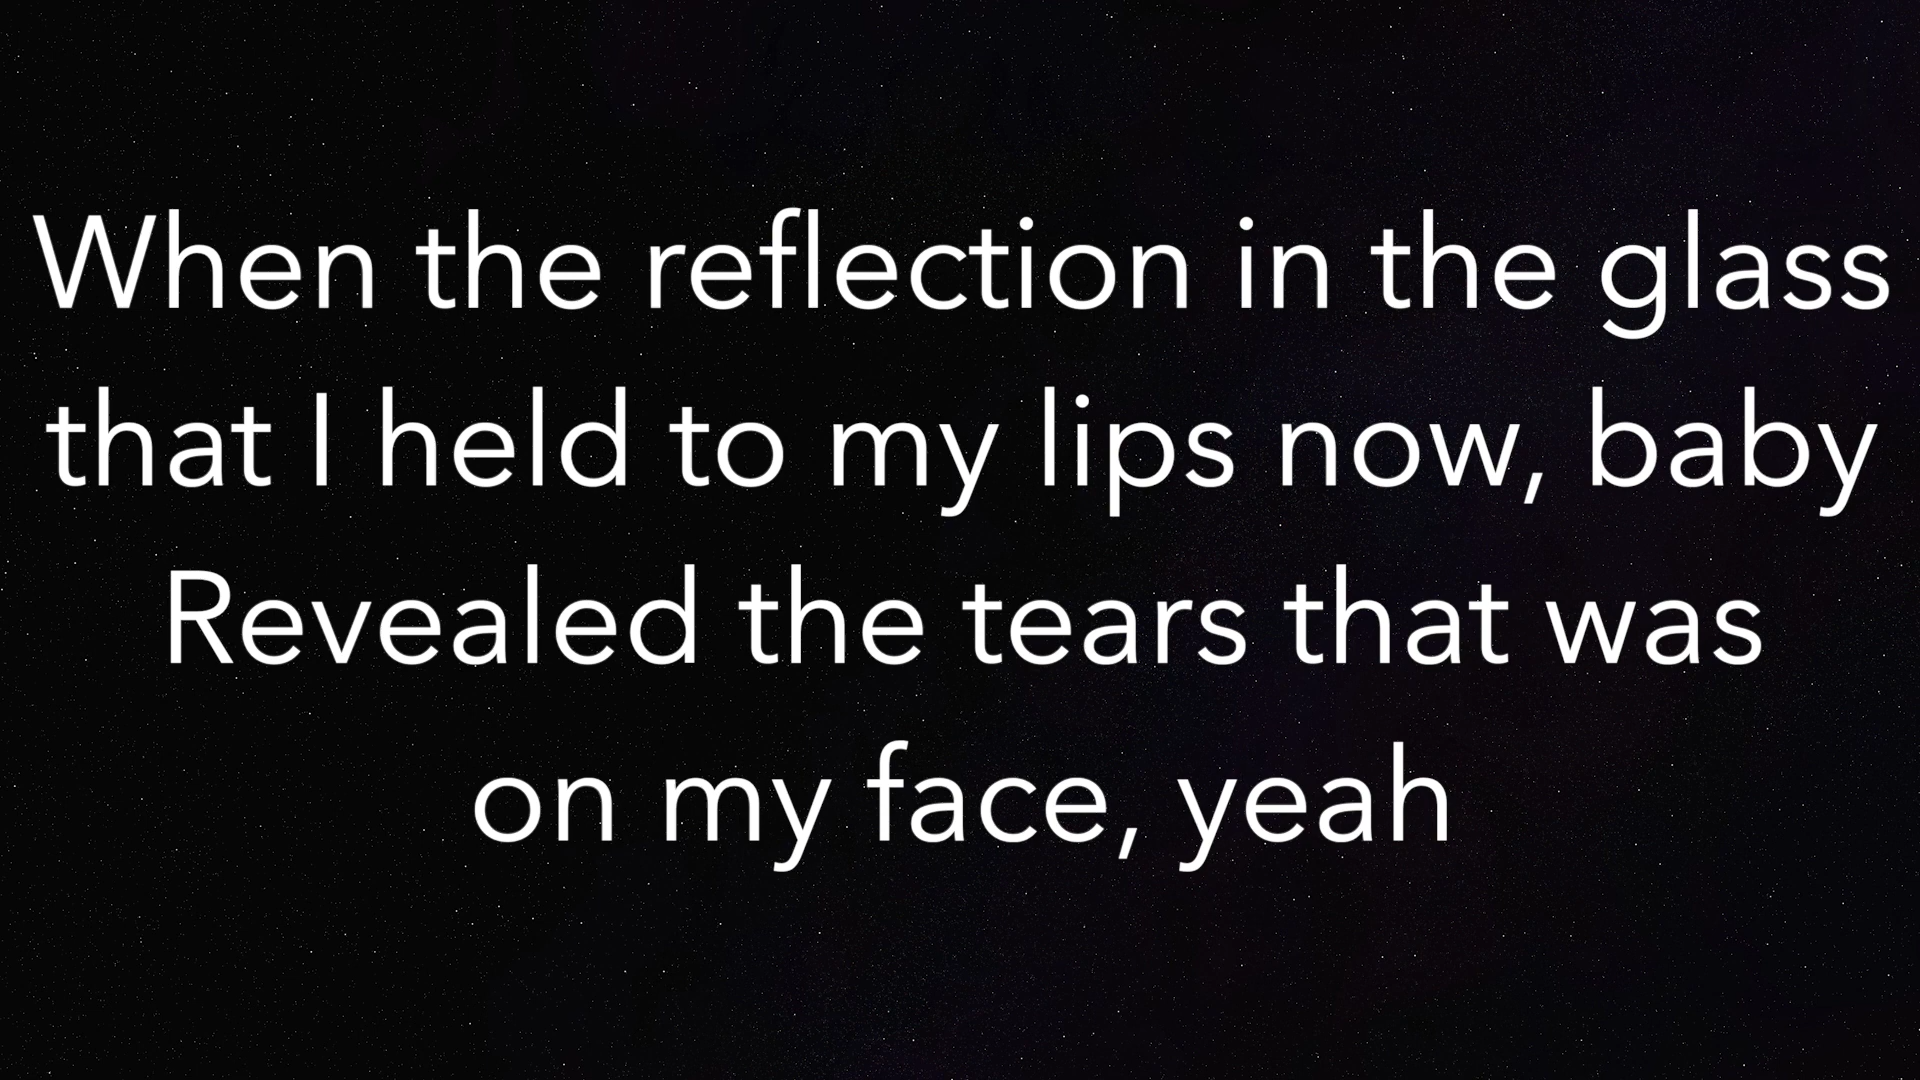 When the reflection in the glass
that I held to my lips now, baby
Revealed the tears that was
on my face, yeah